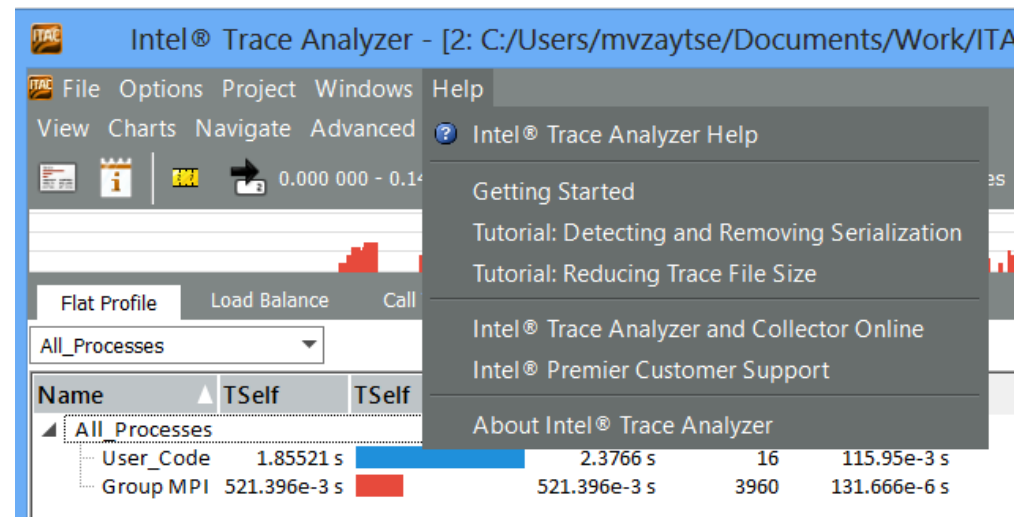 ITAC Intel® Trace Analyzer - [2: C:/Users/mvzaytse/Documents/Work/ITA
ITAC File Options Project Windows Help
View Charts Navigate Advanced
Intel® Trace Analyzer Help
0.000 000 - 0.14
Getting Started
Tutorial: Detecting and Removing Serialization
Tutorial: Reducing Trace File Size
Flat Profile Load Balance Call
Intel® Trace Analyzer and Collector Online
All_Processes
Intel® Premier Customer Support
Name TSelf TSelf
About Intel® Trace Analyzer
All_Processes
User_Code 1.85521 s 2.3766 s 16 115.95e-3 s
Group MPI 521.396e-3 s 521.396e-3 s 3960 131.666e-6 s